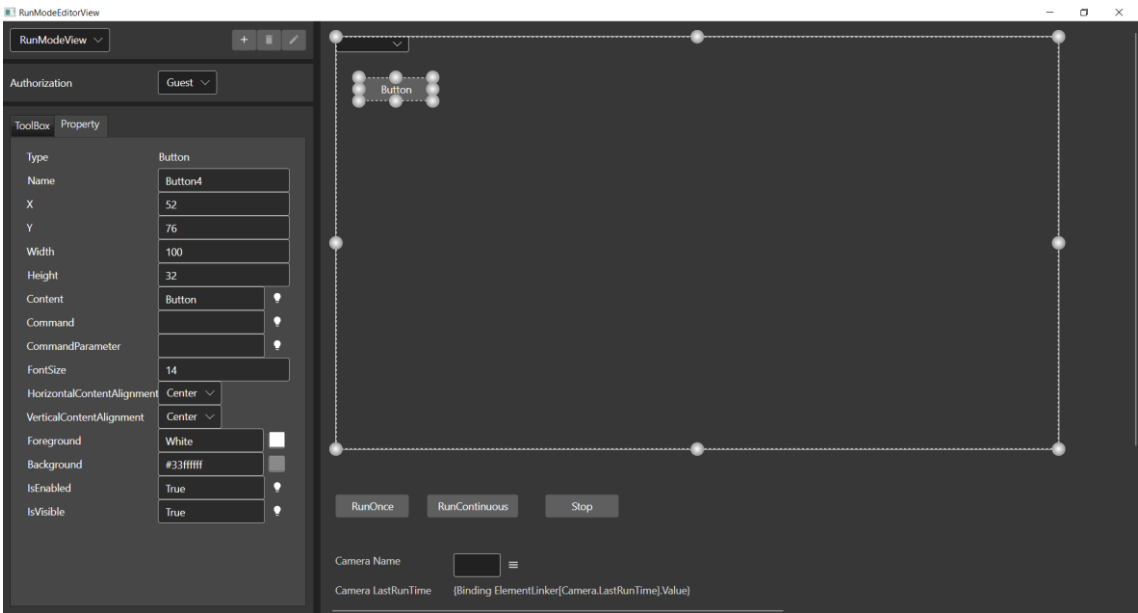 RunModeEditorView
RunModeView
Authorization Guest
ToolBox Property
Type Button
Name Button4
X 52
Y 76
Width 100
Height 32
Content Button
Command
CommandParameter
FontSize 14
HorizontalContentAlignment Center
VerticalContentAlignment Center
Foreground White
Background #33ffffff
IsEnabled True
IsVisible True
Button
RunOnce RunContinuous Stop
Camera Name
Camera LastRunTime {Binding ElementLinker[Camera.LastRunTime].Value}